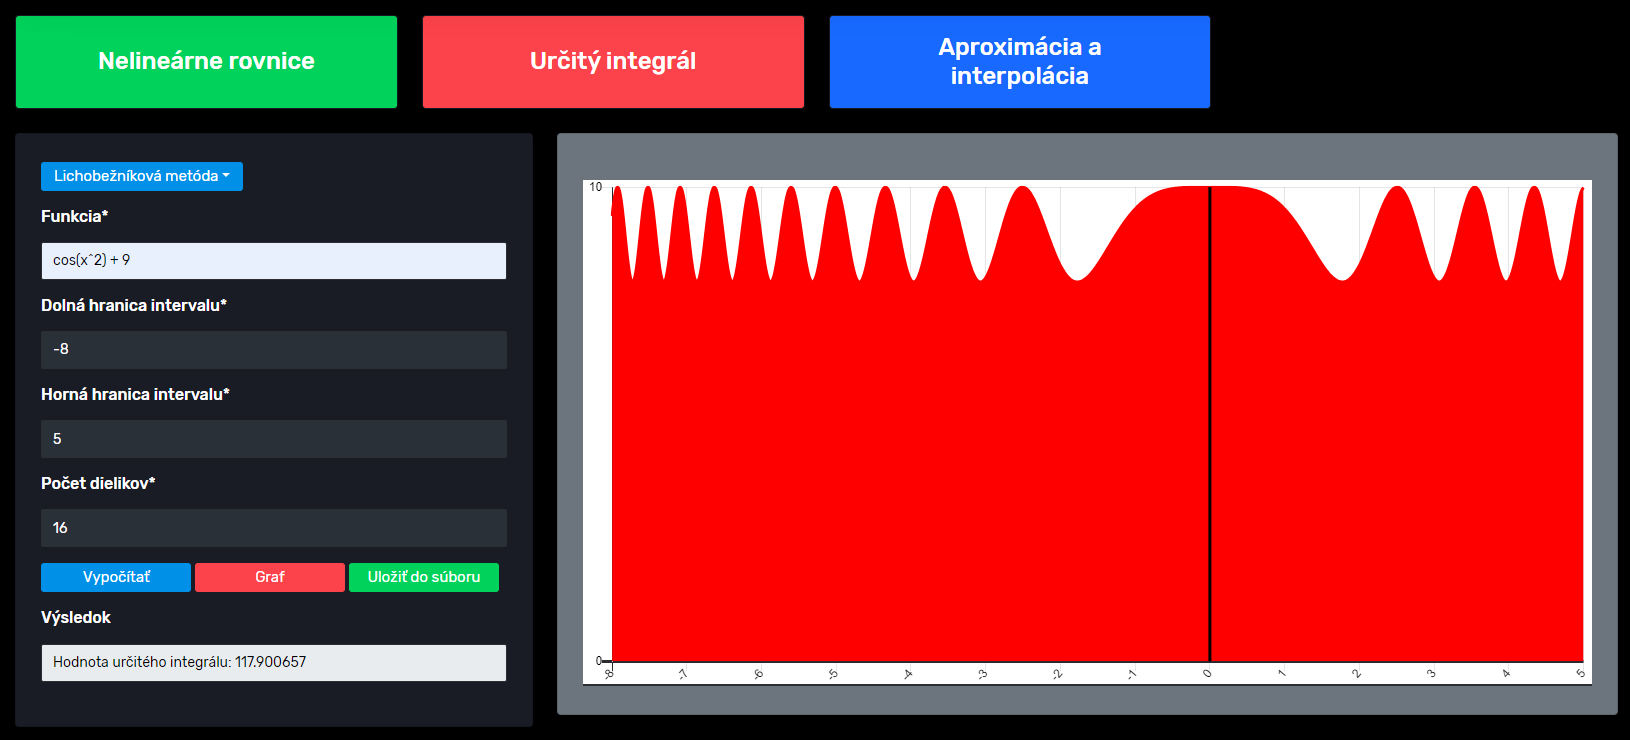 Nelineárne rovnice
Určitý integrál
Aproximácia a
interpolácia
Lichobežníková metóda
Funkcia*
cos(x^2) + 9
Dolná hranica intervalu*
-8
Horná hranica intervalu*
5
Počet dielikov*
16
Vypočítať
Graf
Uložiť do súboru
Výsledok
Hodnota určitého integrálu: 117.900657
10
0
-8
-7
-6
-5
-4
-3
-2
-1
0
1
2
3
4
5